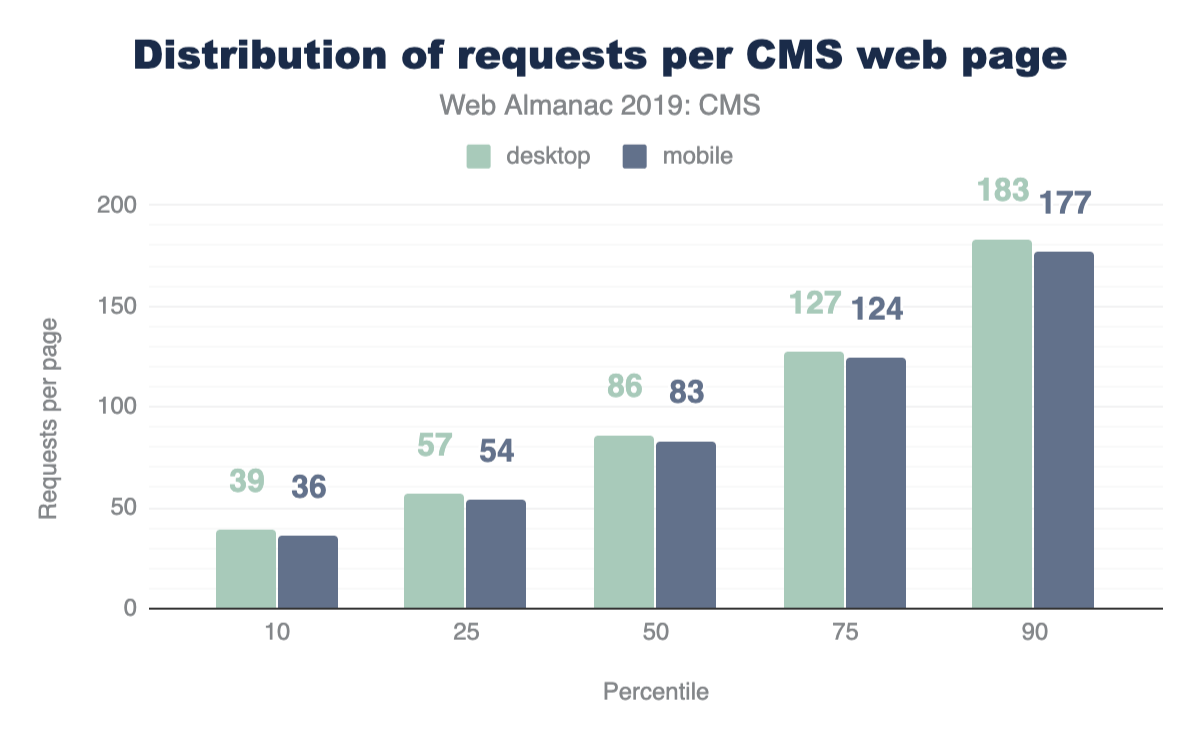 Distribution of requests per CMS web page
Web Almanac 2019: CMS
desktop mobile
Requests per page
200
150
100
50
0
39 36
57 54
86 83
127 124
183 177
10 25 50 75 90
Percentile